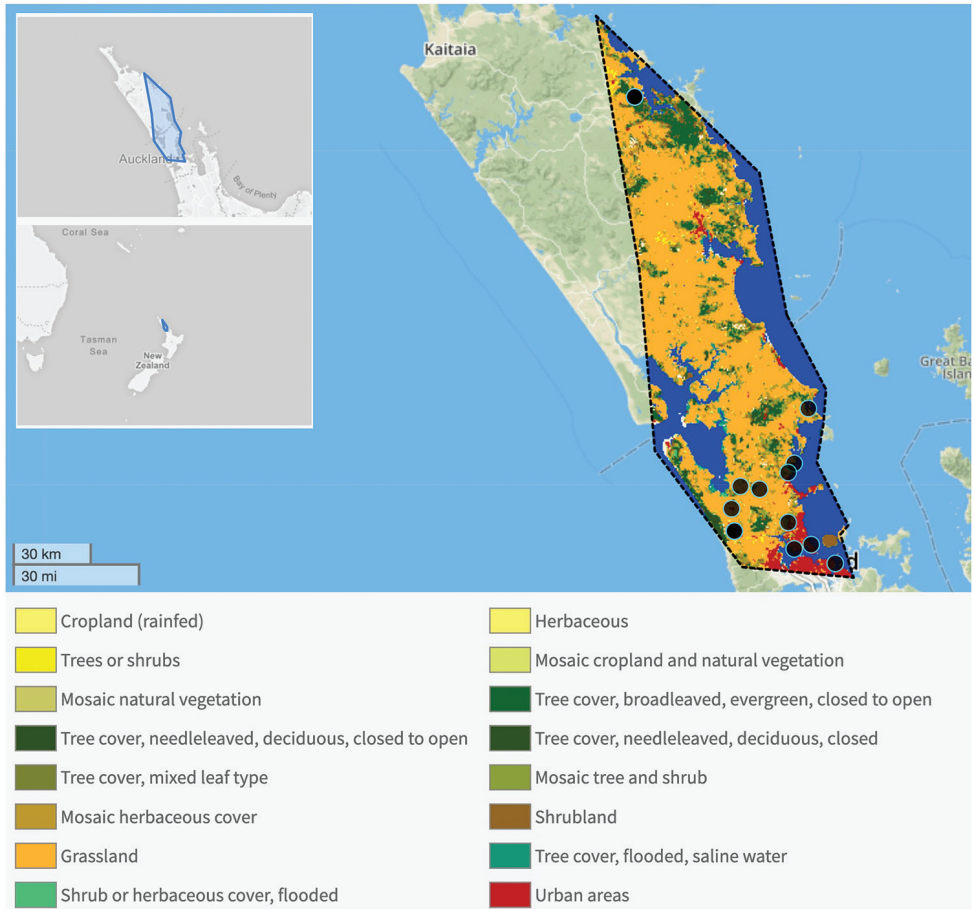 Kaitaia
Auckland
Bay of Plenty
Coral Sea
Tasman
Sea
New
Zealand
Great Ba
Islan
d
30 km
30 mi
Cropland (rainfed)
Herbaceous
Trees or shrubs
Mosaic cropland and natural vegetation
Mosaic natural vegetation
Tree cover, broadleaved, evergreen, closed to open
Tree cover, needleleaved, deciduous, closed to open
Tree cover, needleleaved, deciduous, closed
Tree cover, mixed leaf type
Mosaic tree and shrub
Mosaic herbaceous cover
Shrubland
Grassland
Tree cover, flooded, saline water
Shrub or herbaceous cover, flooded
Urban areas